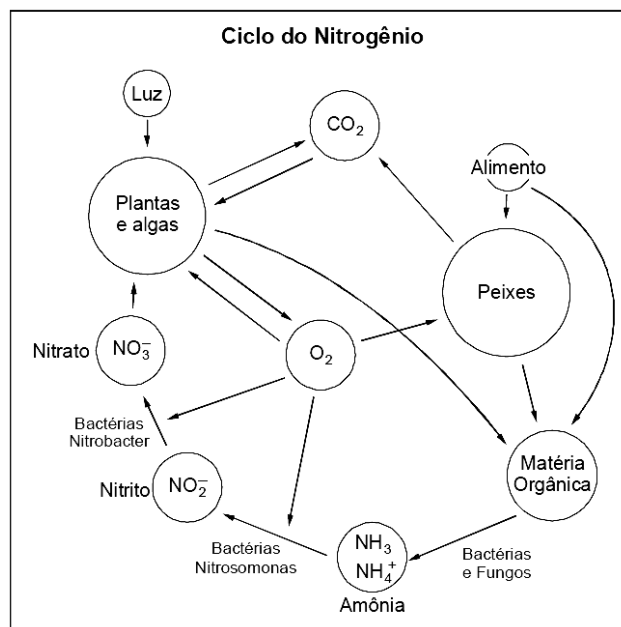 Ciclo do Nitrogênio
Luz
CO₂
Alimento
Plantas
e algas
Peixes
Nitrato
NO₃⁻
O₂
Bactérias
Nitrobacter
Matéria
Orgânica
Nitrito
NO₂⁻
Bactérias
Nitrosomonas
NH₃
NH₄⁺
Amônia
Bactérias
e Fungos